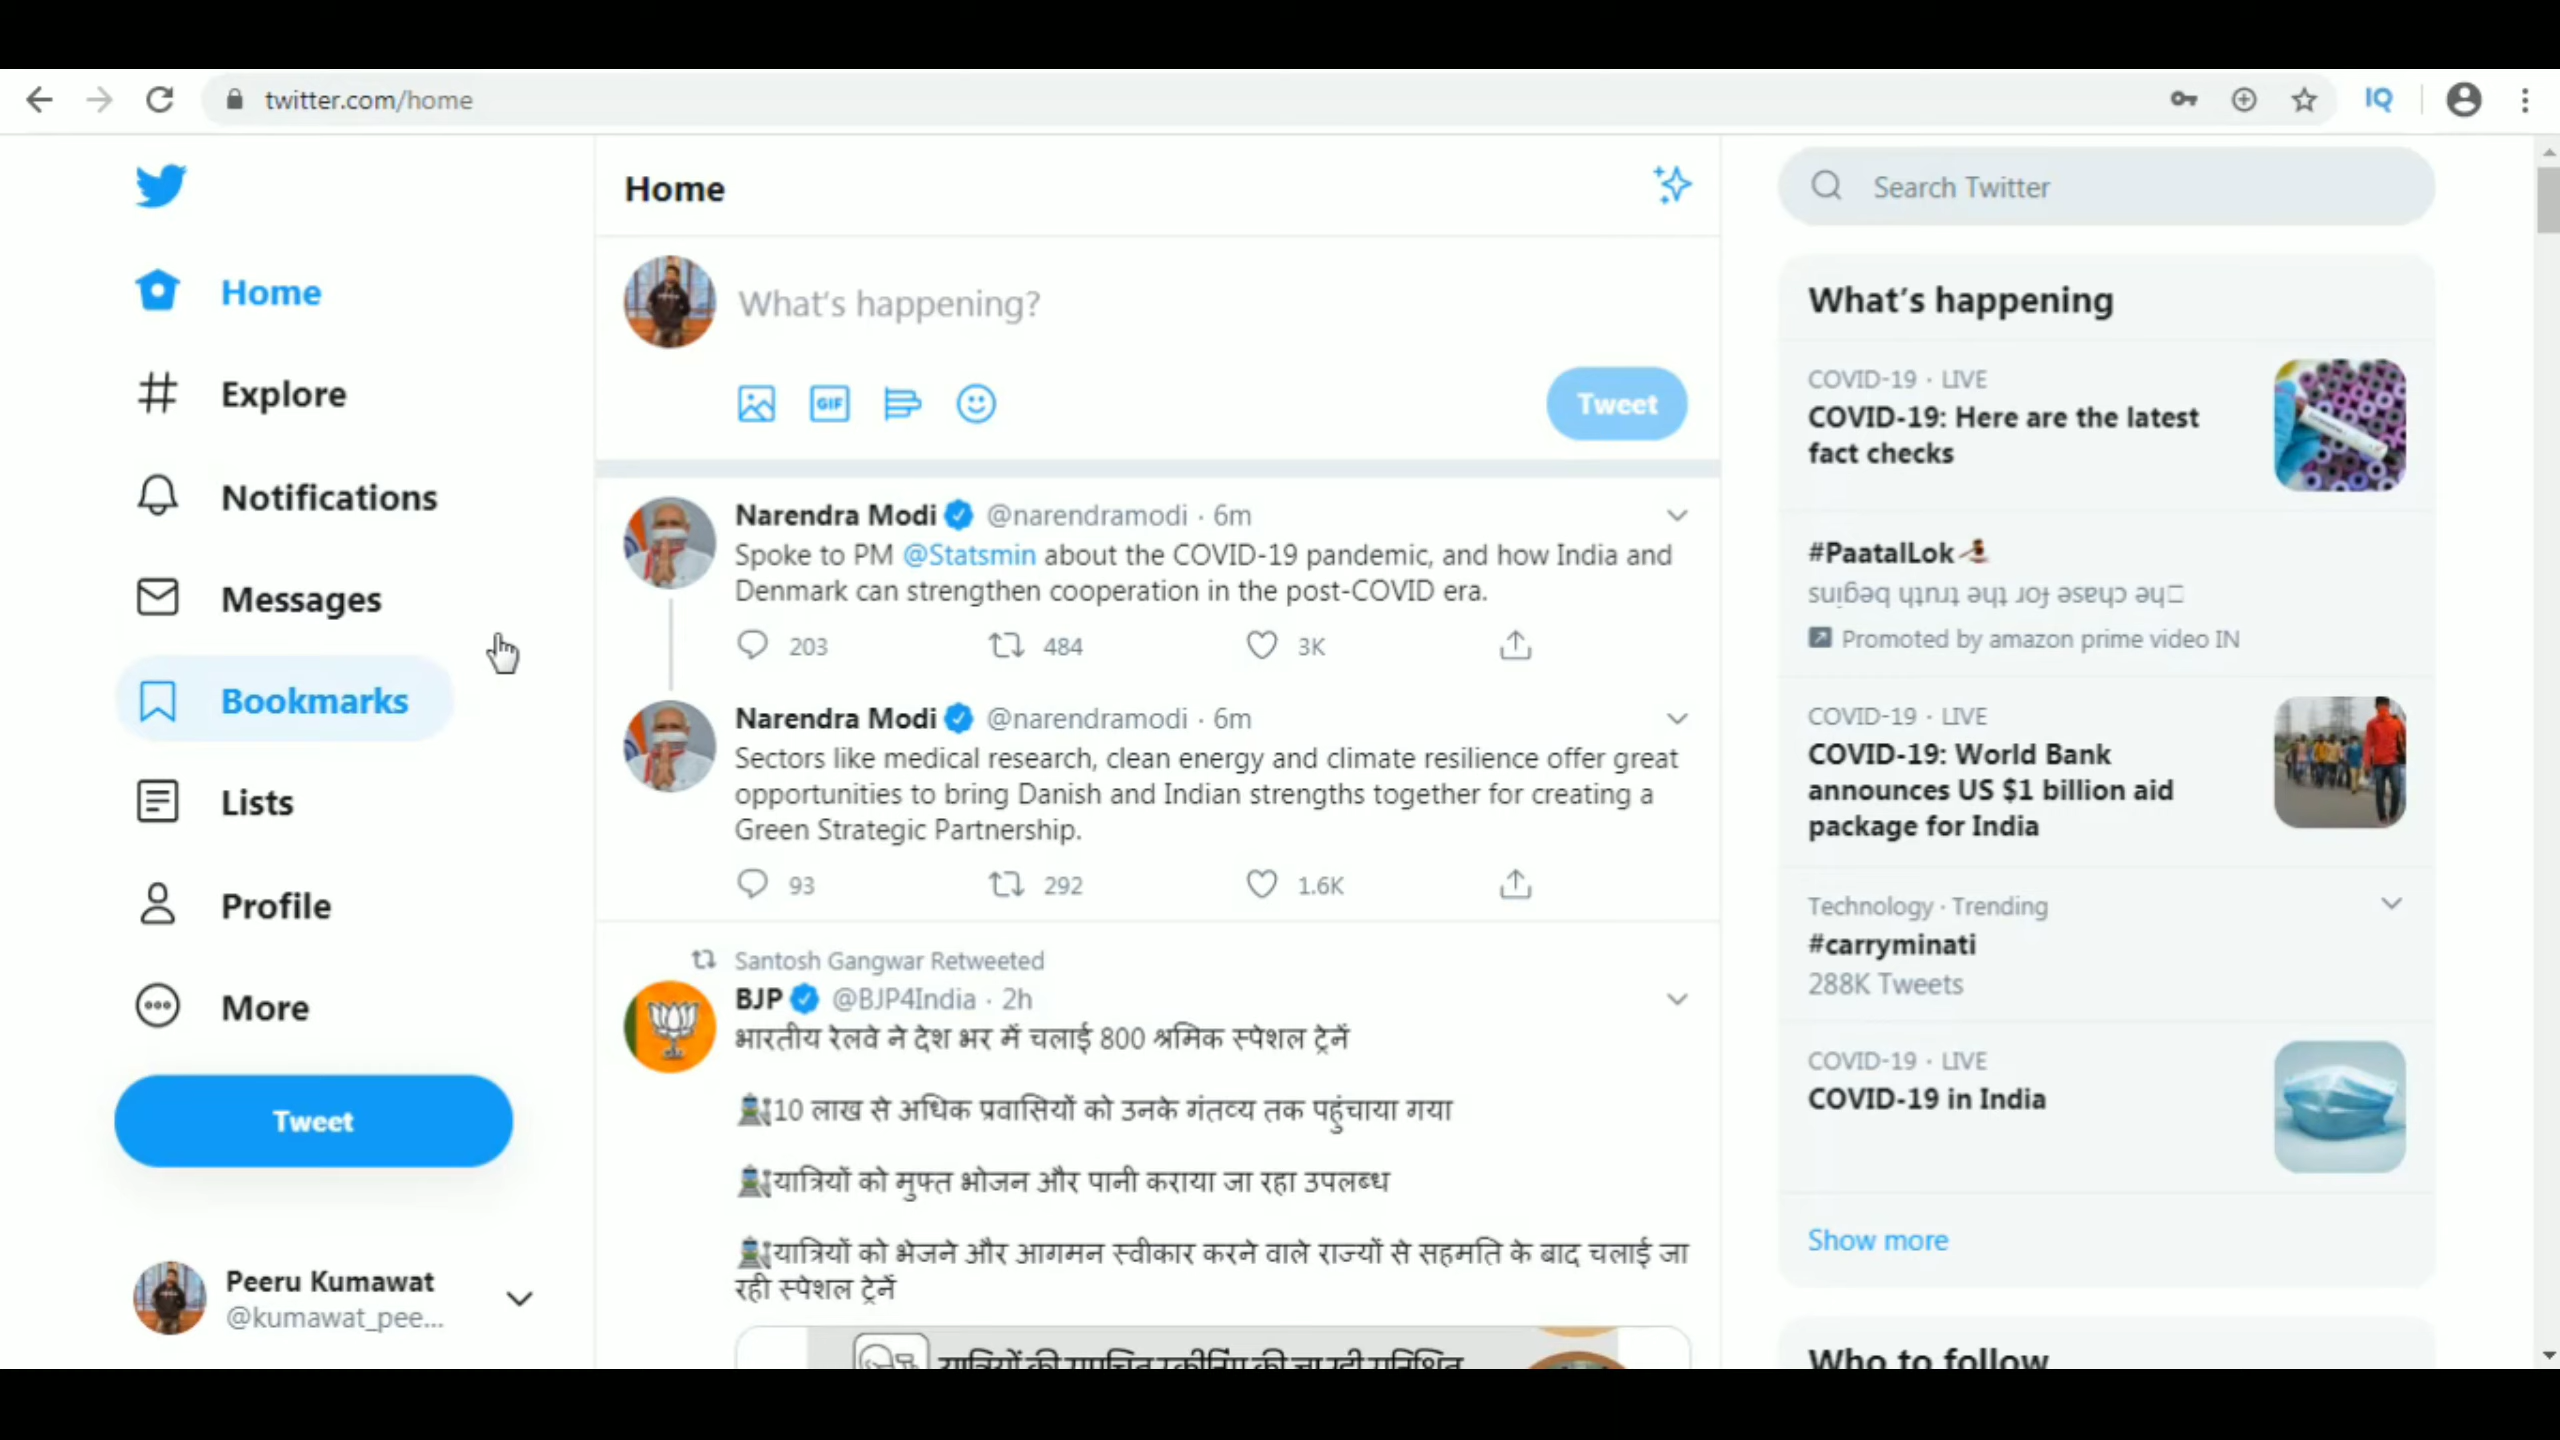 twitter.com/home
IQ
Home
Explore
Notifications
Messages
Bookmarks
Lists
Profile
More
Tweet
Peeru Kumawat
@kumawat_pee...
Home
What's happening?
GIF
Tweet
Narendra Modi @narendramodi · 6m
Spoke to PM @Statsmin about the COVID-19 pandemic, and how India and
Denmark can strengthen cooperation in the post-COVID era.
203 484 3K
Narendra Modi @narendramodi · 6m
Sectors like medical research, clean energy and climate resilience offer great
opportunities to bring Danish and Indian strengths together for creating a
Green Strategic Partnership.
93 292 1.6K
Santosh Gangwar Retweeted
BJP @BJP4India · 2h
भारतीय रेलवे ने देश भर में चलाई 800 श्रमिक स्पेशल ट्रेनें
10 लाख से अधिक प्रवासियों को उनके गंतव्य तक पहुंचाया गया
यात्रियों को मुफ्त भोजन और पानी कराया जा रहा उपलब्ध
यात्रियों को भेजने और आगमन स्वीकार करने वाले राज्यों से सहमति के बाद चलाई जा
रही स्पेशल ट्रेनें
यात्रियों की
Search Twitter
What's happening
COVID-19 · LIVE
COVID-19: Here are the latest
fact checks
#PaatalLok
ʇɥe chase for the truth begins
Promoted by amazon prime video IN
COVID-19 · LIVE
COVID-19: World Bank
announces US $1 billion aid
package for India
Technology · Trending
#carryminati
288K Tweets
COVID-19 · LIVE
COVID-19 in India
Show more
Who to follow